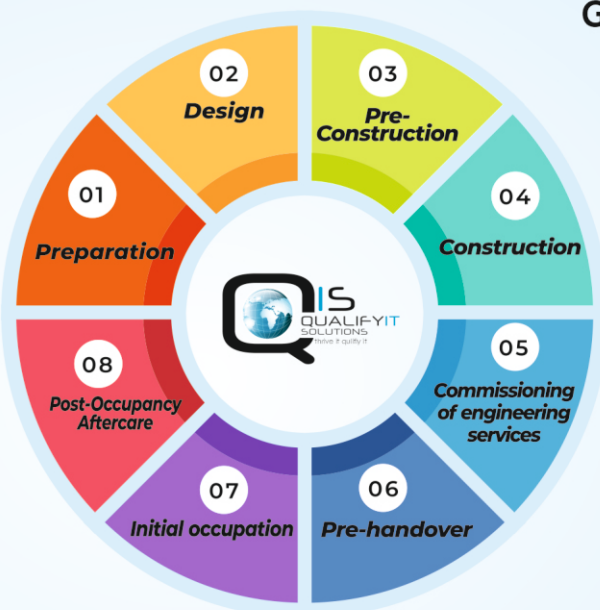 G
02
Design
03
Pre-
Construction
01
Preparation
04
Construction
QIS
QUALIFYIT
SOLUTIONS
thrive it qulify it
05
Commissioning
of engineering
services
08
Post-Occupancy
Aftercare
07
Initial occupation
06
Pre-handover